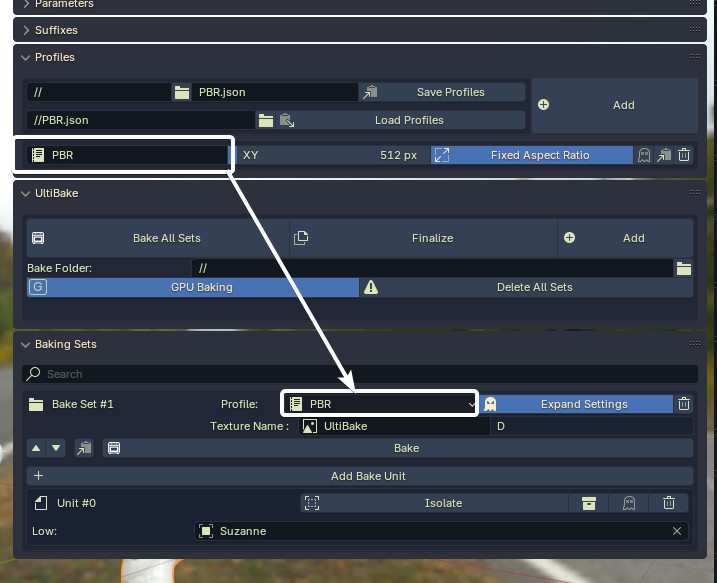 Parameters
Suffixes
Profiles
// PBR.json Save Profiles
Add
//PBR.json Load Profiles
PBR XY 512 px Fixed Aspect Ratio
UltiBake
Bake All Sets Finalize Add
Bake Folder: //
G GPU Baking Delete All Sets
Baking Sets
Search
Bake Set #1 Profile: PBR Expand Settings
Texture Name : UltiBake D
Bake
Add Bake Unit
Unit #0 Isolate
Low: Suzanne